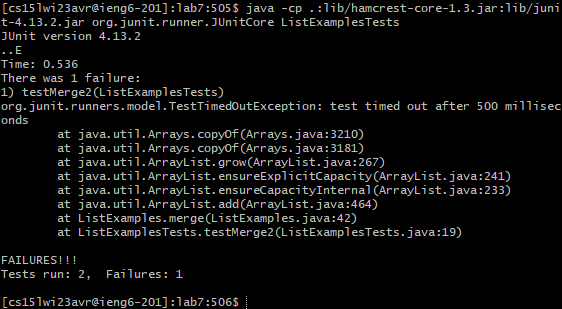 [cs15lwi23avr@ieng6-201]:lab7:505$ java -cp .:lib/hamcrest-core-1.3.jar:lib/juni
t-4.13.2.jar org.junit.runner.JUnitCore ListExamplesTests
JUnit version 4.13.2
..E
Time: 0.536
There was 1 failure:
1) testMerge2(ListExamplesTests)
org.junit.runners.model.TestTimedOutException: test timed out after 500 millisec
onds
        at java.util.Arrays.copyOf(Arrays.java:3210)
        at java.util.Arrays.copyOf(Arrays.java:3181)
        at java.util.ArrayList.grow(ArrayList.java:267)
        at java.util.ArrayList.ensureExplicitCapacity(ArrayList.java:241)
        at java.util.ArrayList.ensureCapacityInternal(ArrayList.java:233)
        at java.util.ArrayList.add(ArrayList.java:464)
        at ListExamples.merge(ListExamples.java:42)
        at ListExamplesTests.testMerge2(ListExamplesTests.java:19)

FAILURES!!!
Tests run: 2,  Failures: 1

[cs15lwi23avr@ieng6-201]:lab7:506$